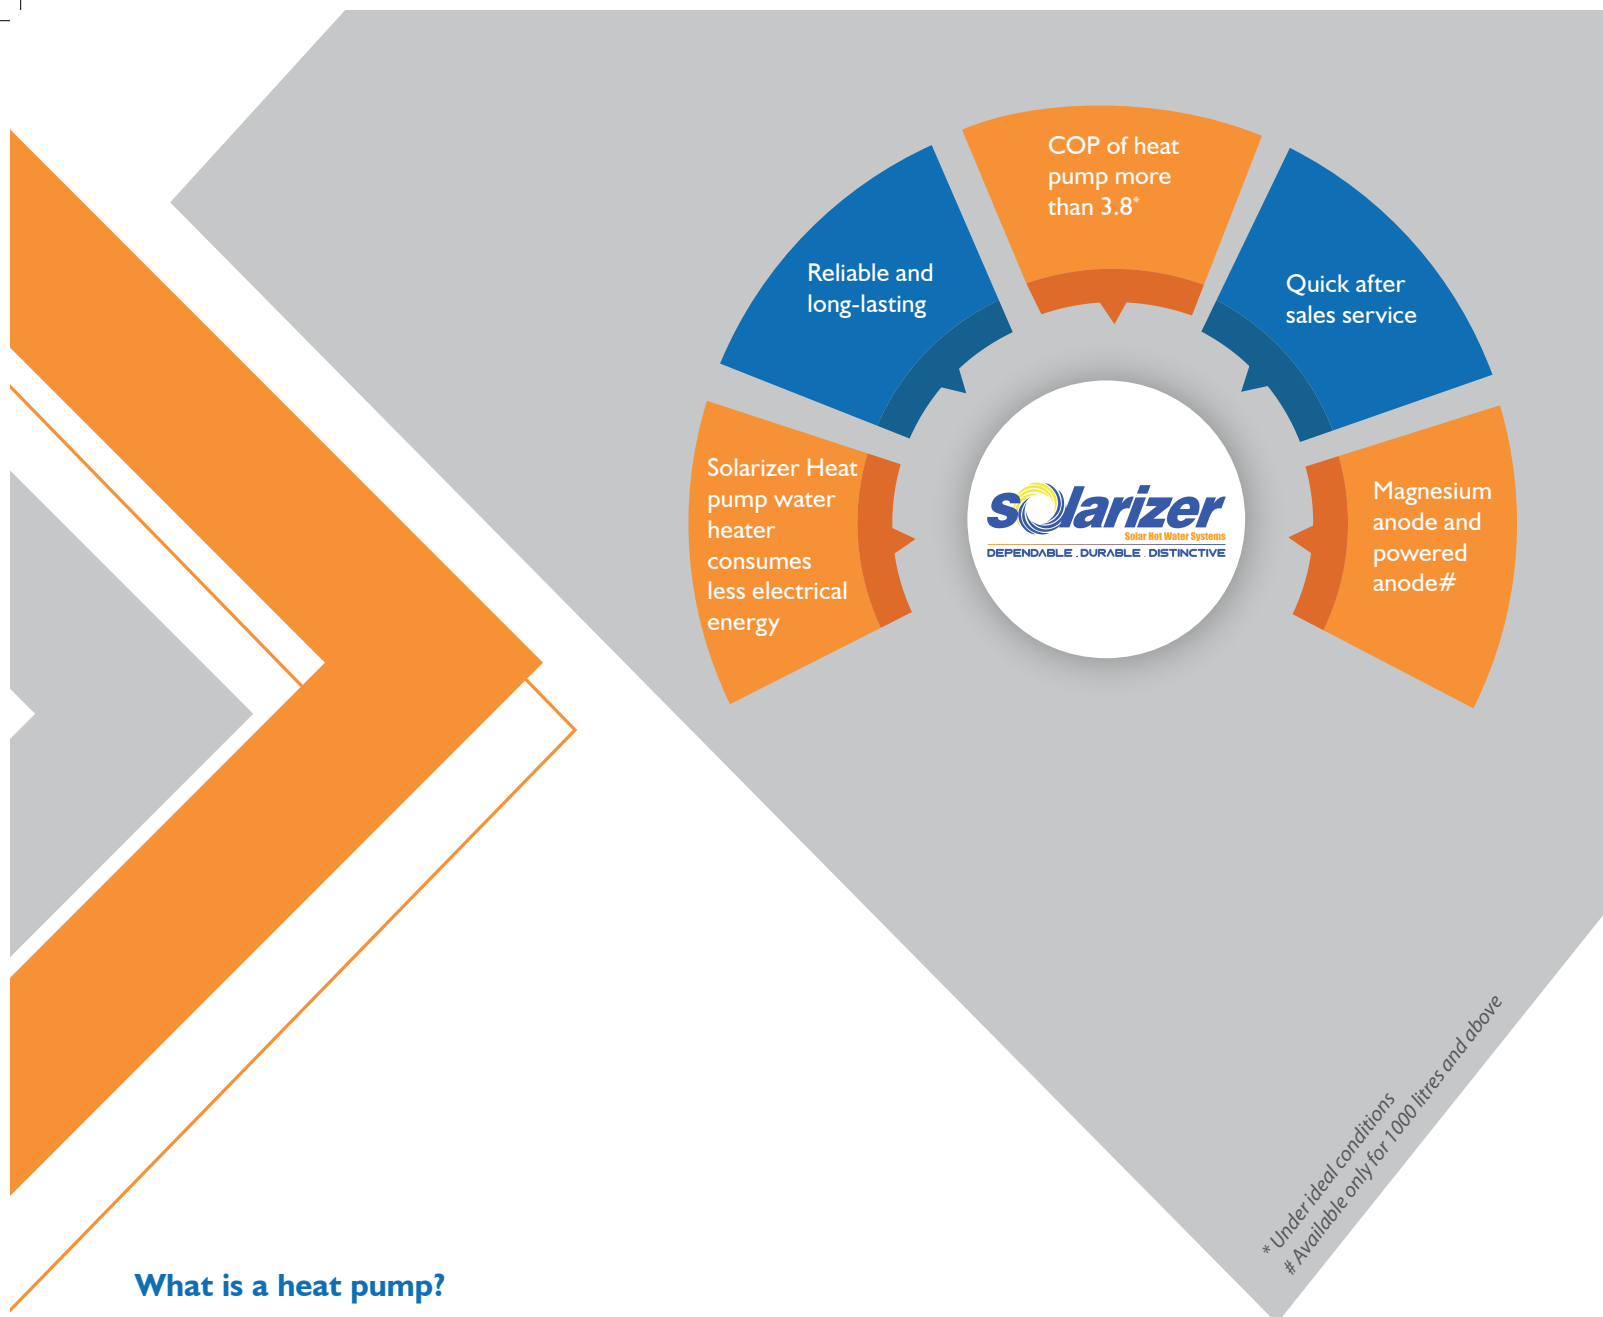 COP of heat
pump more
than 3.8*
Reliable and
long-lasting
Quick after
sales service
Solarizer Heat
pump water
heater
consumes
less electrical
energy
Magnesium
anode and
powered
anode#
solarizer
Solar Hot Water Systems
DEPENDABLE . DURABLE . DISTINCTIVE
* Under ideal conditions
# Available only for 1000 litres and above
What is a heat pump?